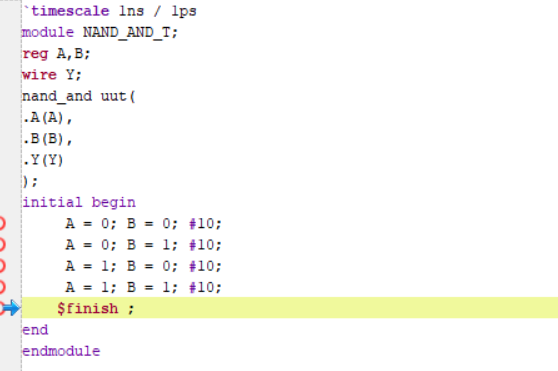 `timescale 1ns / 1ps
module NAND_AND_T;
reg A,B;
wire Y;
nand_and uut(
.A(A),
.B(B),
.Y(Y)
);
initial begin
A = 0; B = 0; #10;
A = 0; B = 1; #10;
A = 1; B = 0; #10;
A = 1; B = 1; #10;
$finish ;
end
endmodule